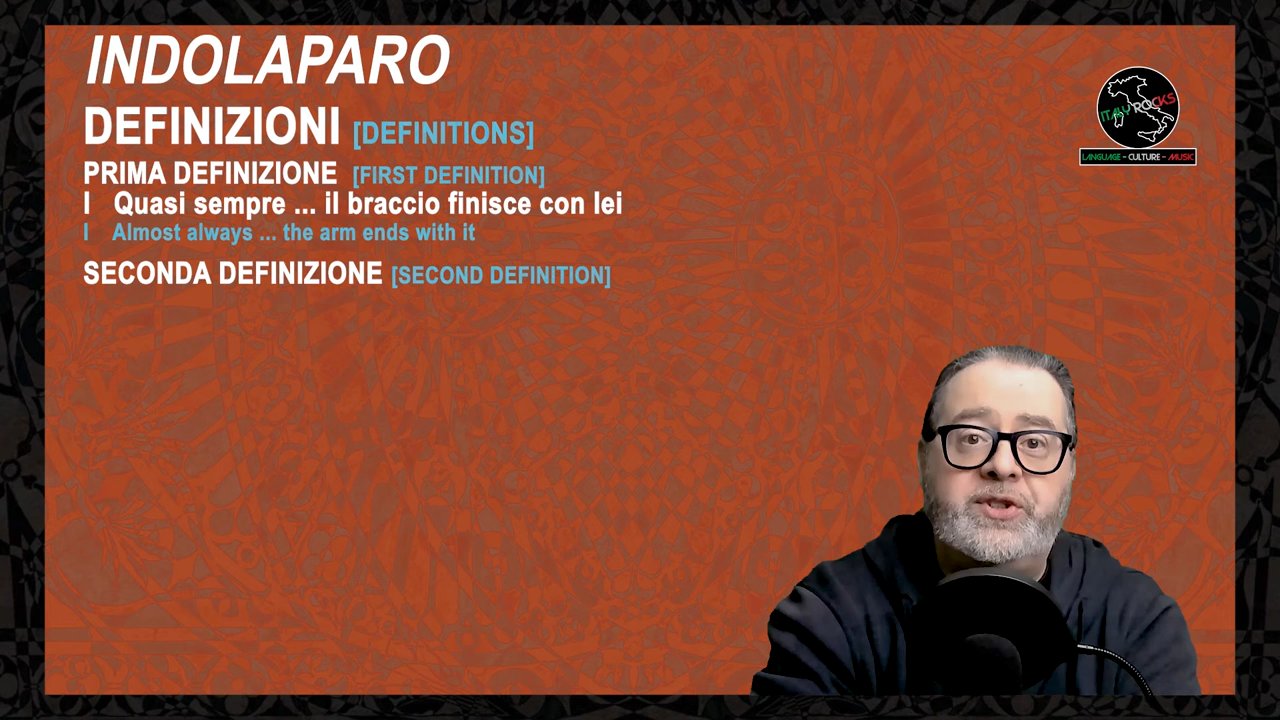 INDOLAPARO
DEFINIZIONI [DEFINITIONS]
PRIMA DEFINIZIONE [FIRST DEFINITION]
I Quasi sempre ... il braccio finisce con lei
I Almost always ... the arm ends with it
SECONDA DEFINIZIONE [SECOND DEFINITION]
ITALY ROCKS
LANGUAGE - CULTURE - MUSIC